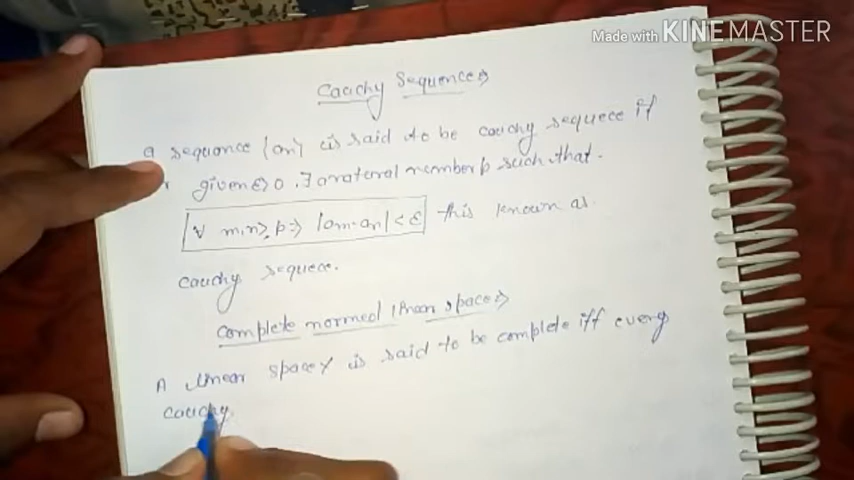 Made with KINEMASTER
Cauchy Sequence⇒
a sequence {an} is said to be cauchy sequece if
given ε>0, ∃ a natural member p such that.
∀ m,n ≥ p ⇒ |am-an| < ε this known as
cauchy sequece.
Complete normed linear space⇒
A linear space X is said to be complete iff every
cauchy